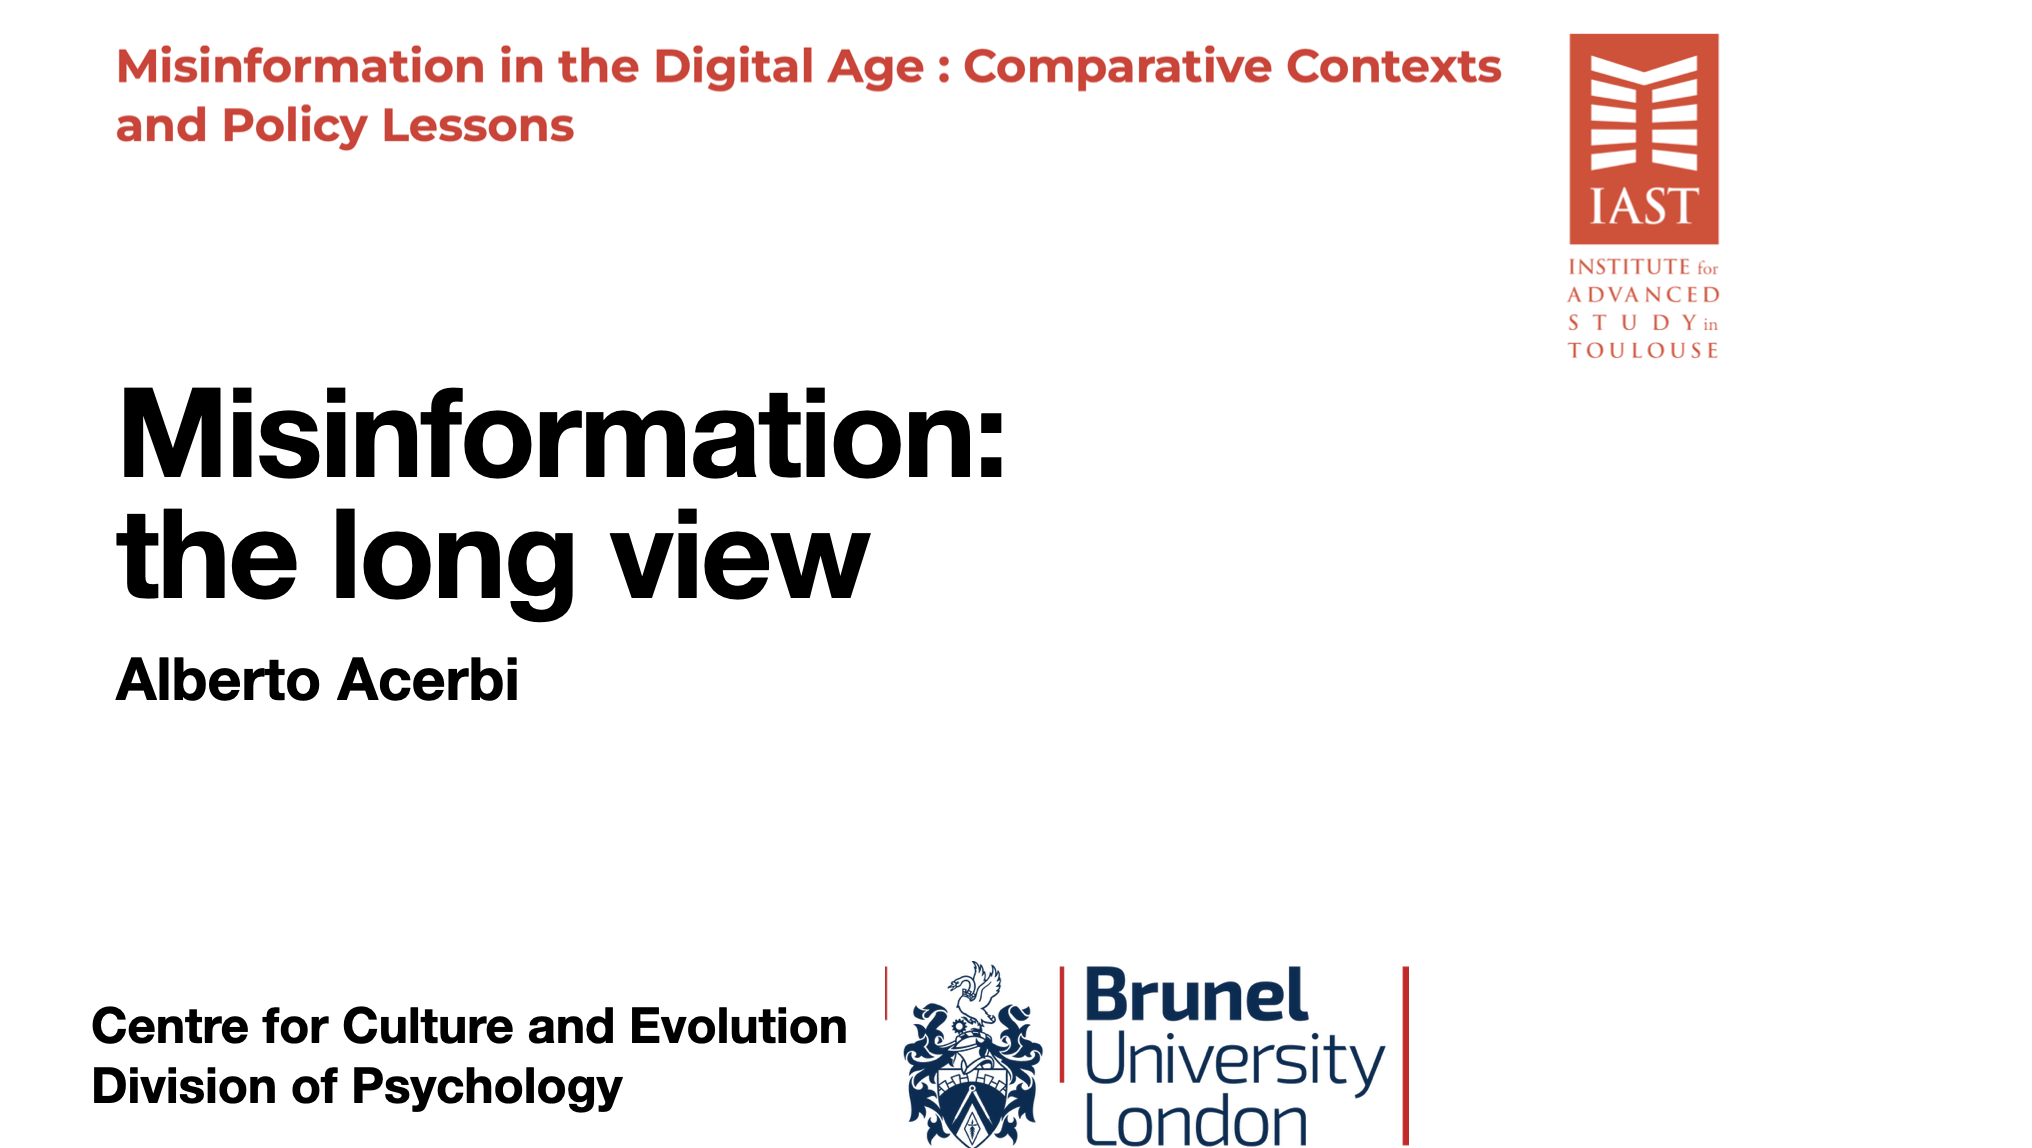 Misinformation in the Digital Age : Comparative Contexts
and Policy Lessons
IAST
INSTITUTE for
ADVANCED
STUDY in
TOULOUSE
Misinformation:
the long view
Alberto Acerbi
Centre for Culture and Evolution
Division of Psychology
Brunel
University
London